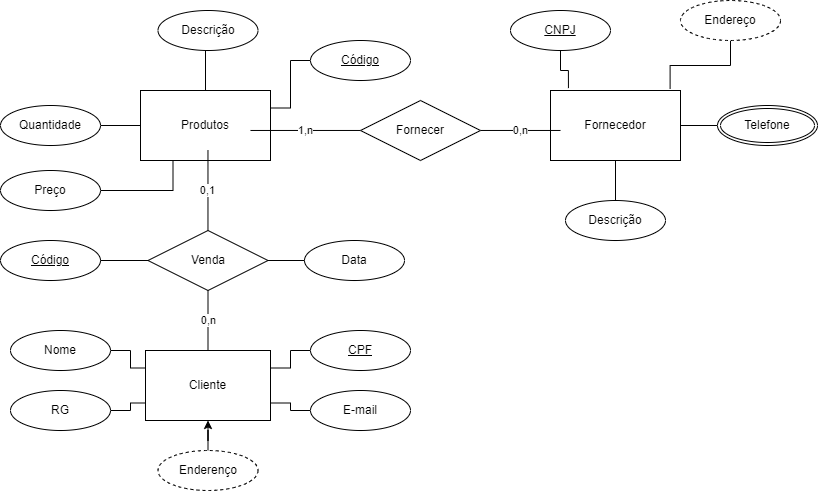 Descrição
Código
CNPJ
Endereço
Quantidade
Produtos
1,n
Fornecer
0,n
Fornecedor
Telefone
Preço
0,1
Descrição
Código
Venda
Data
0,n
Nome
CPF
Cliente
RG
E-mail
Enderenço